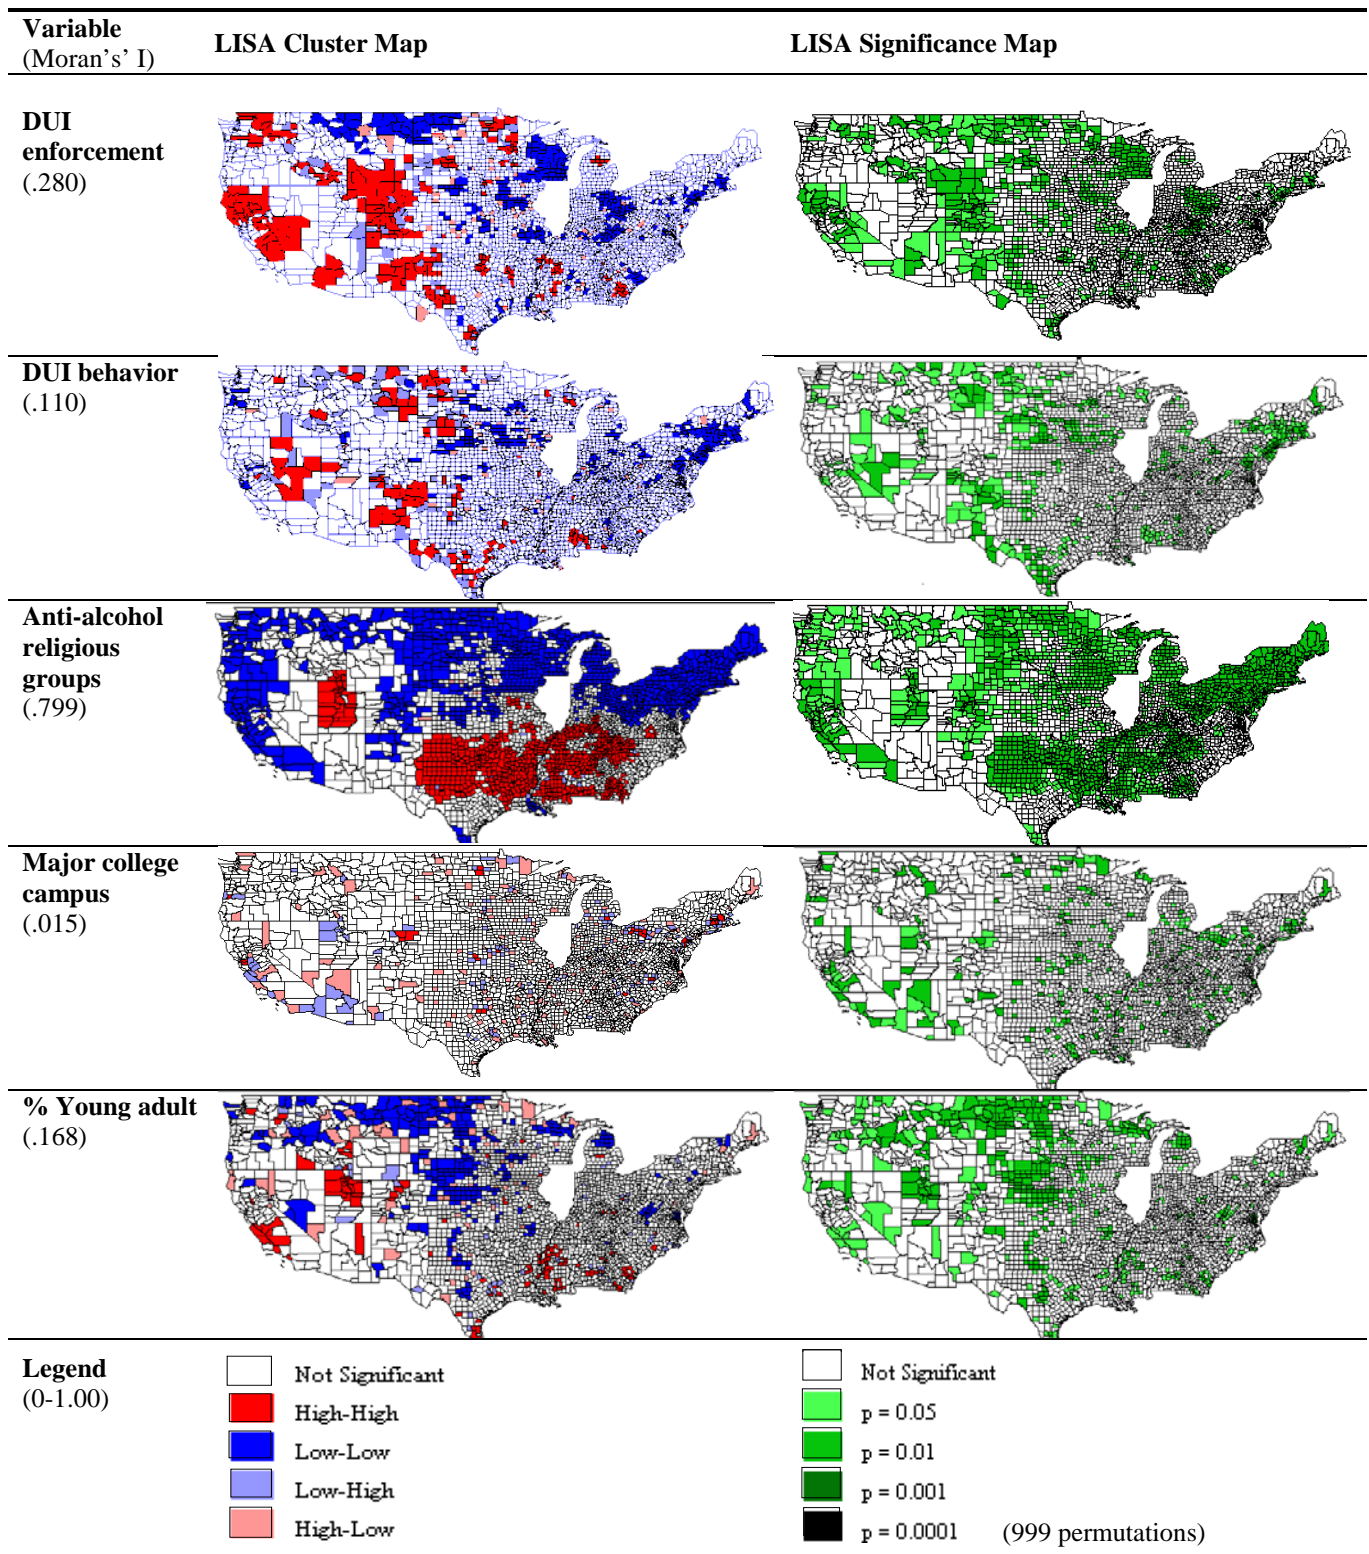 Variable
(Moran's' I)
LISA Cluster Map
LISA Significance Map
DUI
enforcement
(.280)
DUI behavior
(.110)
Anti-alcohol
religious
groups
(.799)
Major college
campus
(.015)
% Young adult
(.168)
Legend
(0-1.00)
Not Significant
High-High
Low-Low
Low-High
High-Low
Not Significant
p = 0.05
p = 0.01
p = 0.001
p = 0.0001 (999 permutations)